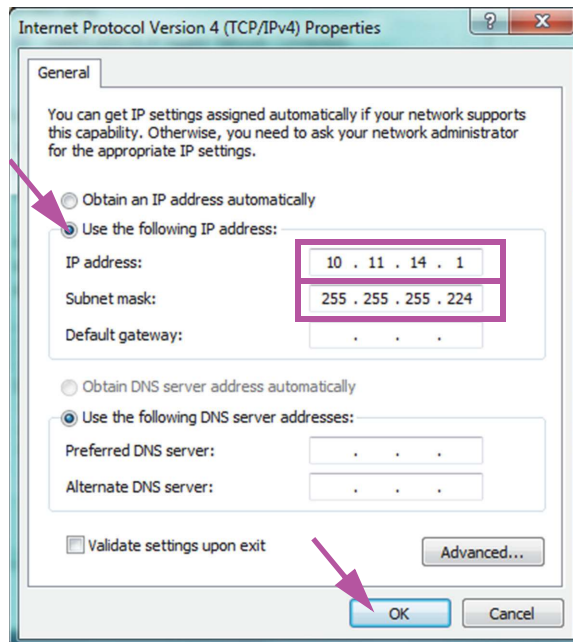 Internet Protocol Version 4 (TCP/IPv4) Properties
General
You can get IP settings assigned automatically if your network supports
this capability. Otherwise, you need to ask your network administrator
for the appropriate IP settings.
Obtain an IP address automatically
Use the following IP address:
IP address: 10 . 11 . 14 . 1
Subnet mask: 255 . 255 . 255 . 224
Default gateway: . . .
Obtain DNS server address automatically
Use the following DNS server addresses:
Preferred DNS server: . . .
Alternate DNS server: . . .
Validate settings upon exit
Advanced...
OK Cancel